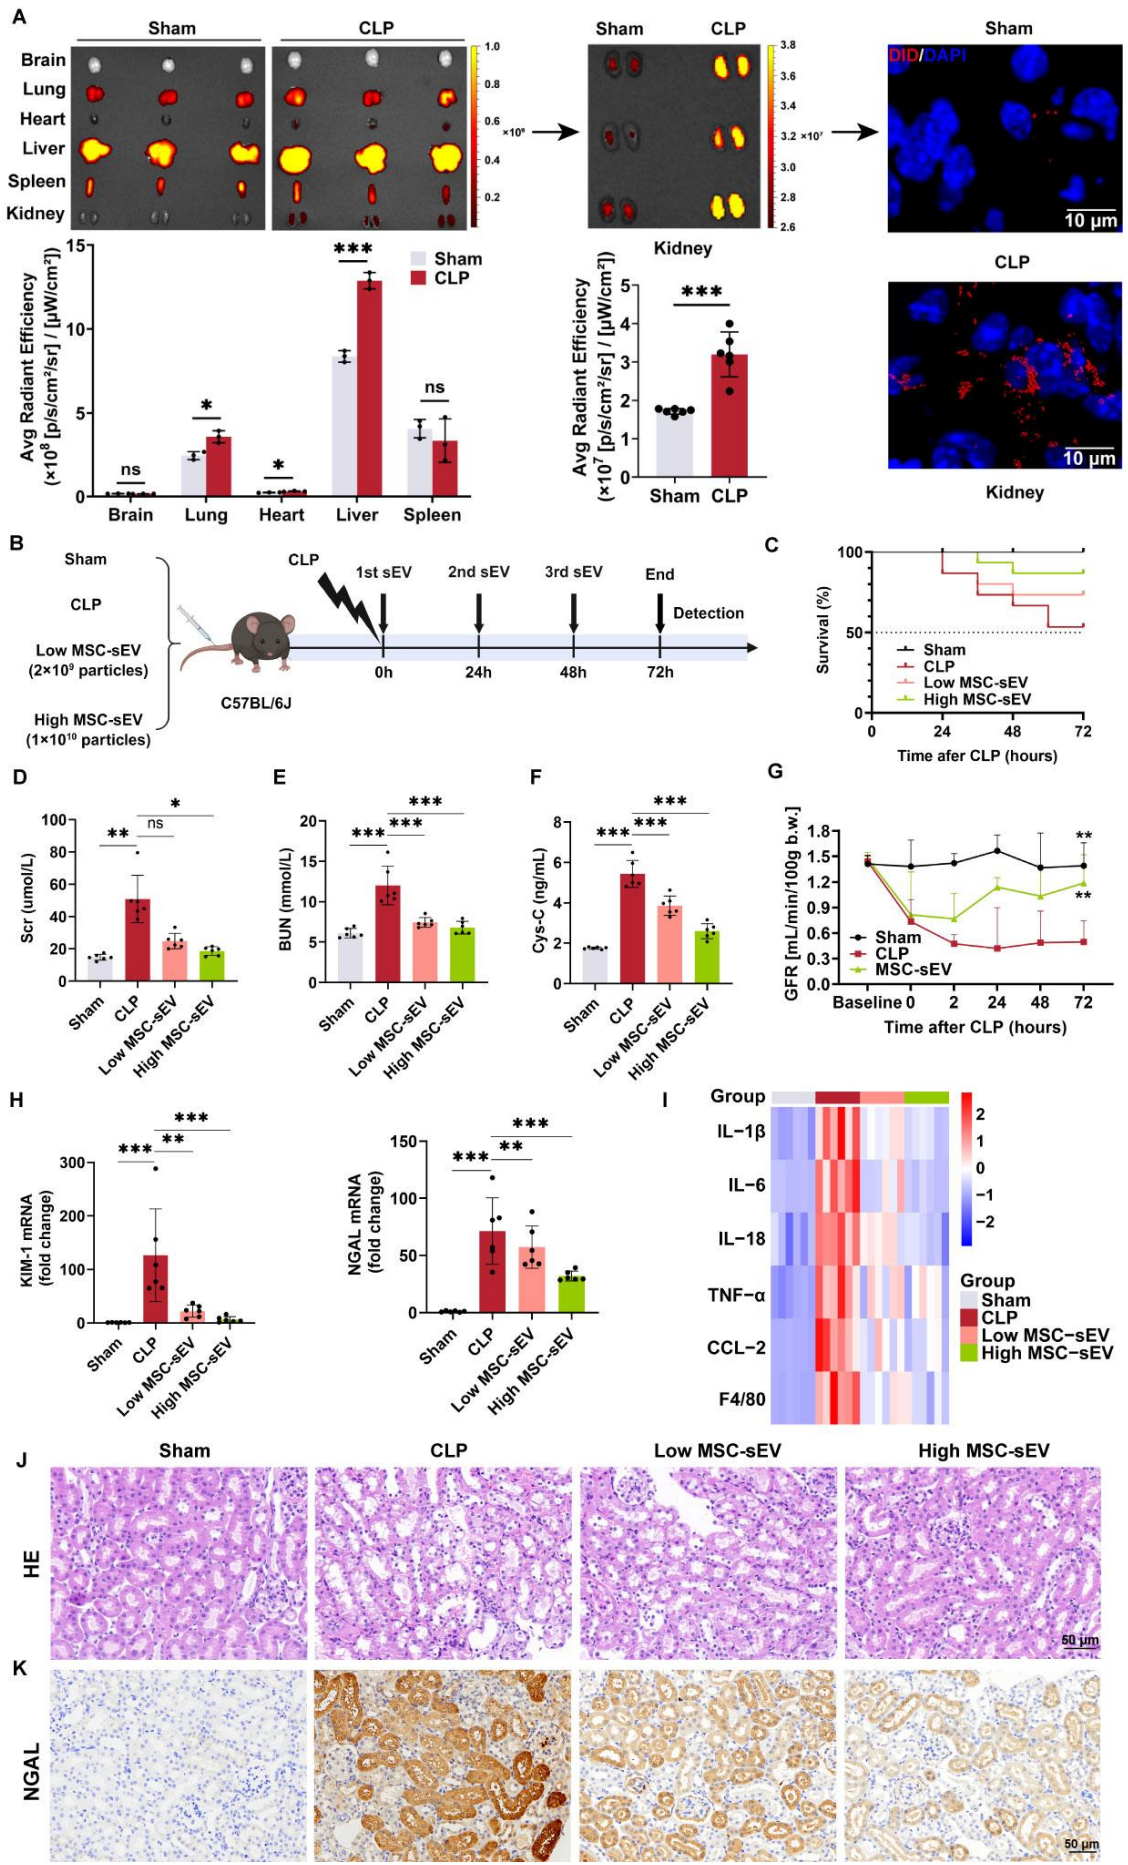 A
Sham
CLP
Brain
Lung
Heart
Liver
Spleen
Kidney
1.0
0.8
0.6
×10⁹
0.4
0.2
Sham
CLP
3.8
3.6
3.4
3.2 ×10⁷
3.0
2.8
2.6
Sham
DID/DAPI
10 µm
CLP
10 µm
Kidney
Avg Radiant Efficiency
(×10⁸ [p/s/cm²/sr] / [µW/cm²])
15
10
5
0
ns
*
*
***
ns
Sham
CLP
Brain
Lung
Heart
Liver
Spleen
Kidney
Avg Radiant Efficiency
(×10⁷ [p/s/cm²/sr] / [µW/cm²])
5
4
3
2
1
0
***
Sham
CLP
B
Sham
CLP
Low MSC-sEV
(2×10⁹ particles)
High MSC-sEV
(1×10¹⁰ particles)
C57BL/6J
CLP
1st sEV
2nd sEV
3rd sEV
End
Detection
0h
24h
48h
72h
C
Survival (%)
100
50
0
Sham
CLP
Low MSC-sEV
High MSC-sEV
0
24
48
72
Time afer CLP (hours)
D
Scr (umol/L)
100
80
60
40
20
0
**
ns
*
Sham
CLP
Low MSC-sEV
High MSC-sEV
E
BUN (mmol/L)
20
15
10
5
0
***
***
***
Sham
CLP
Low MSC-sEV
High MSC-sEV
F
Cys-C (ng/mL)
8
6
4
2
0
***
***
***
Sham
CLP
Low MSC-sEV
High MSC-sEV
G
GFR [mL/min/100g b.w.]
1.8
1.5
1.2
0.9
0.6
0.3
0.0
**
**
Sham
CLP
MSC-sEV
Baseline
0
2
24
48
72
Time after CLP (hours)
H
KIM-1 mRNA
(fold change)
300
200
100
0
***
**
***
Sham
CLP
Low MSC-sEV
High MSC-sEV
NGAL mRNA
(fold change)
150
100
50
0
***
**
***
Sham
CLP
Low MSC-sEV
High MSC-sEV
I
Group
IL−1β
IL−6
IL−18
TNF−α
CCL−2
F4/80
2
1
0
−1
−2
Group
Sham
CLP
Low MSC−sEV
High MSC−sEV
J
Sham
CLP
Low MSC-sEV
High MSC-sEV
HE
50 µm
K
NGAL
50 µm